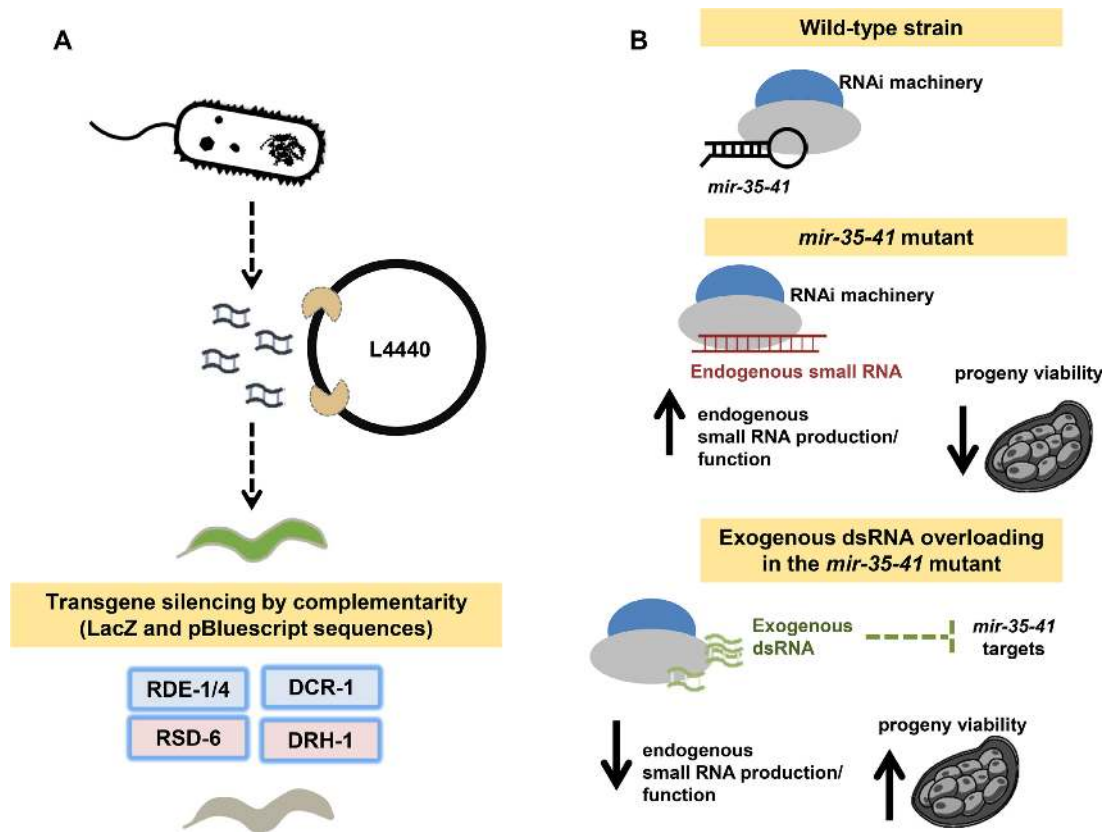 A
L4440
Transgene silencing by complementarity
(LacZ and pBluescript sequences)
RDE-1/4
DCR-1
RSD-6
DRH-1
B
Wild-type strain
RNAi machinery
mir-35-41
mir-35-41 mutant
RNAi machinery
Endogenous small RNA
endogenous
small RNA production/
function
progeny viability
Exogenous dsRNA overloading
in the mir-35-41 mutant
Exogenous
dsRNA
mir-35-41
targets
endogenous
small RNA production/
function
progeny viability